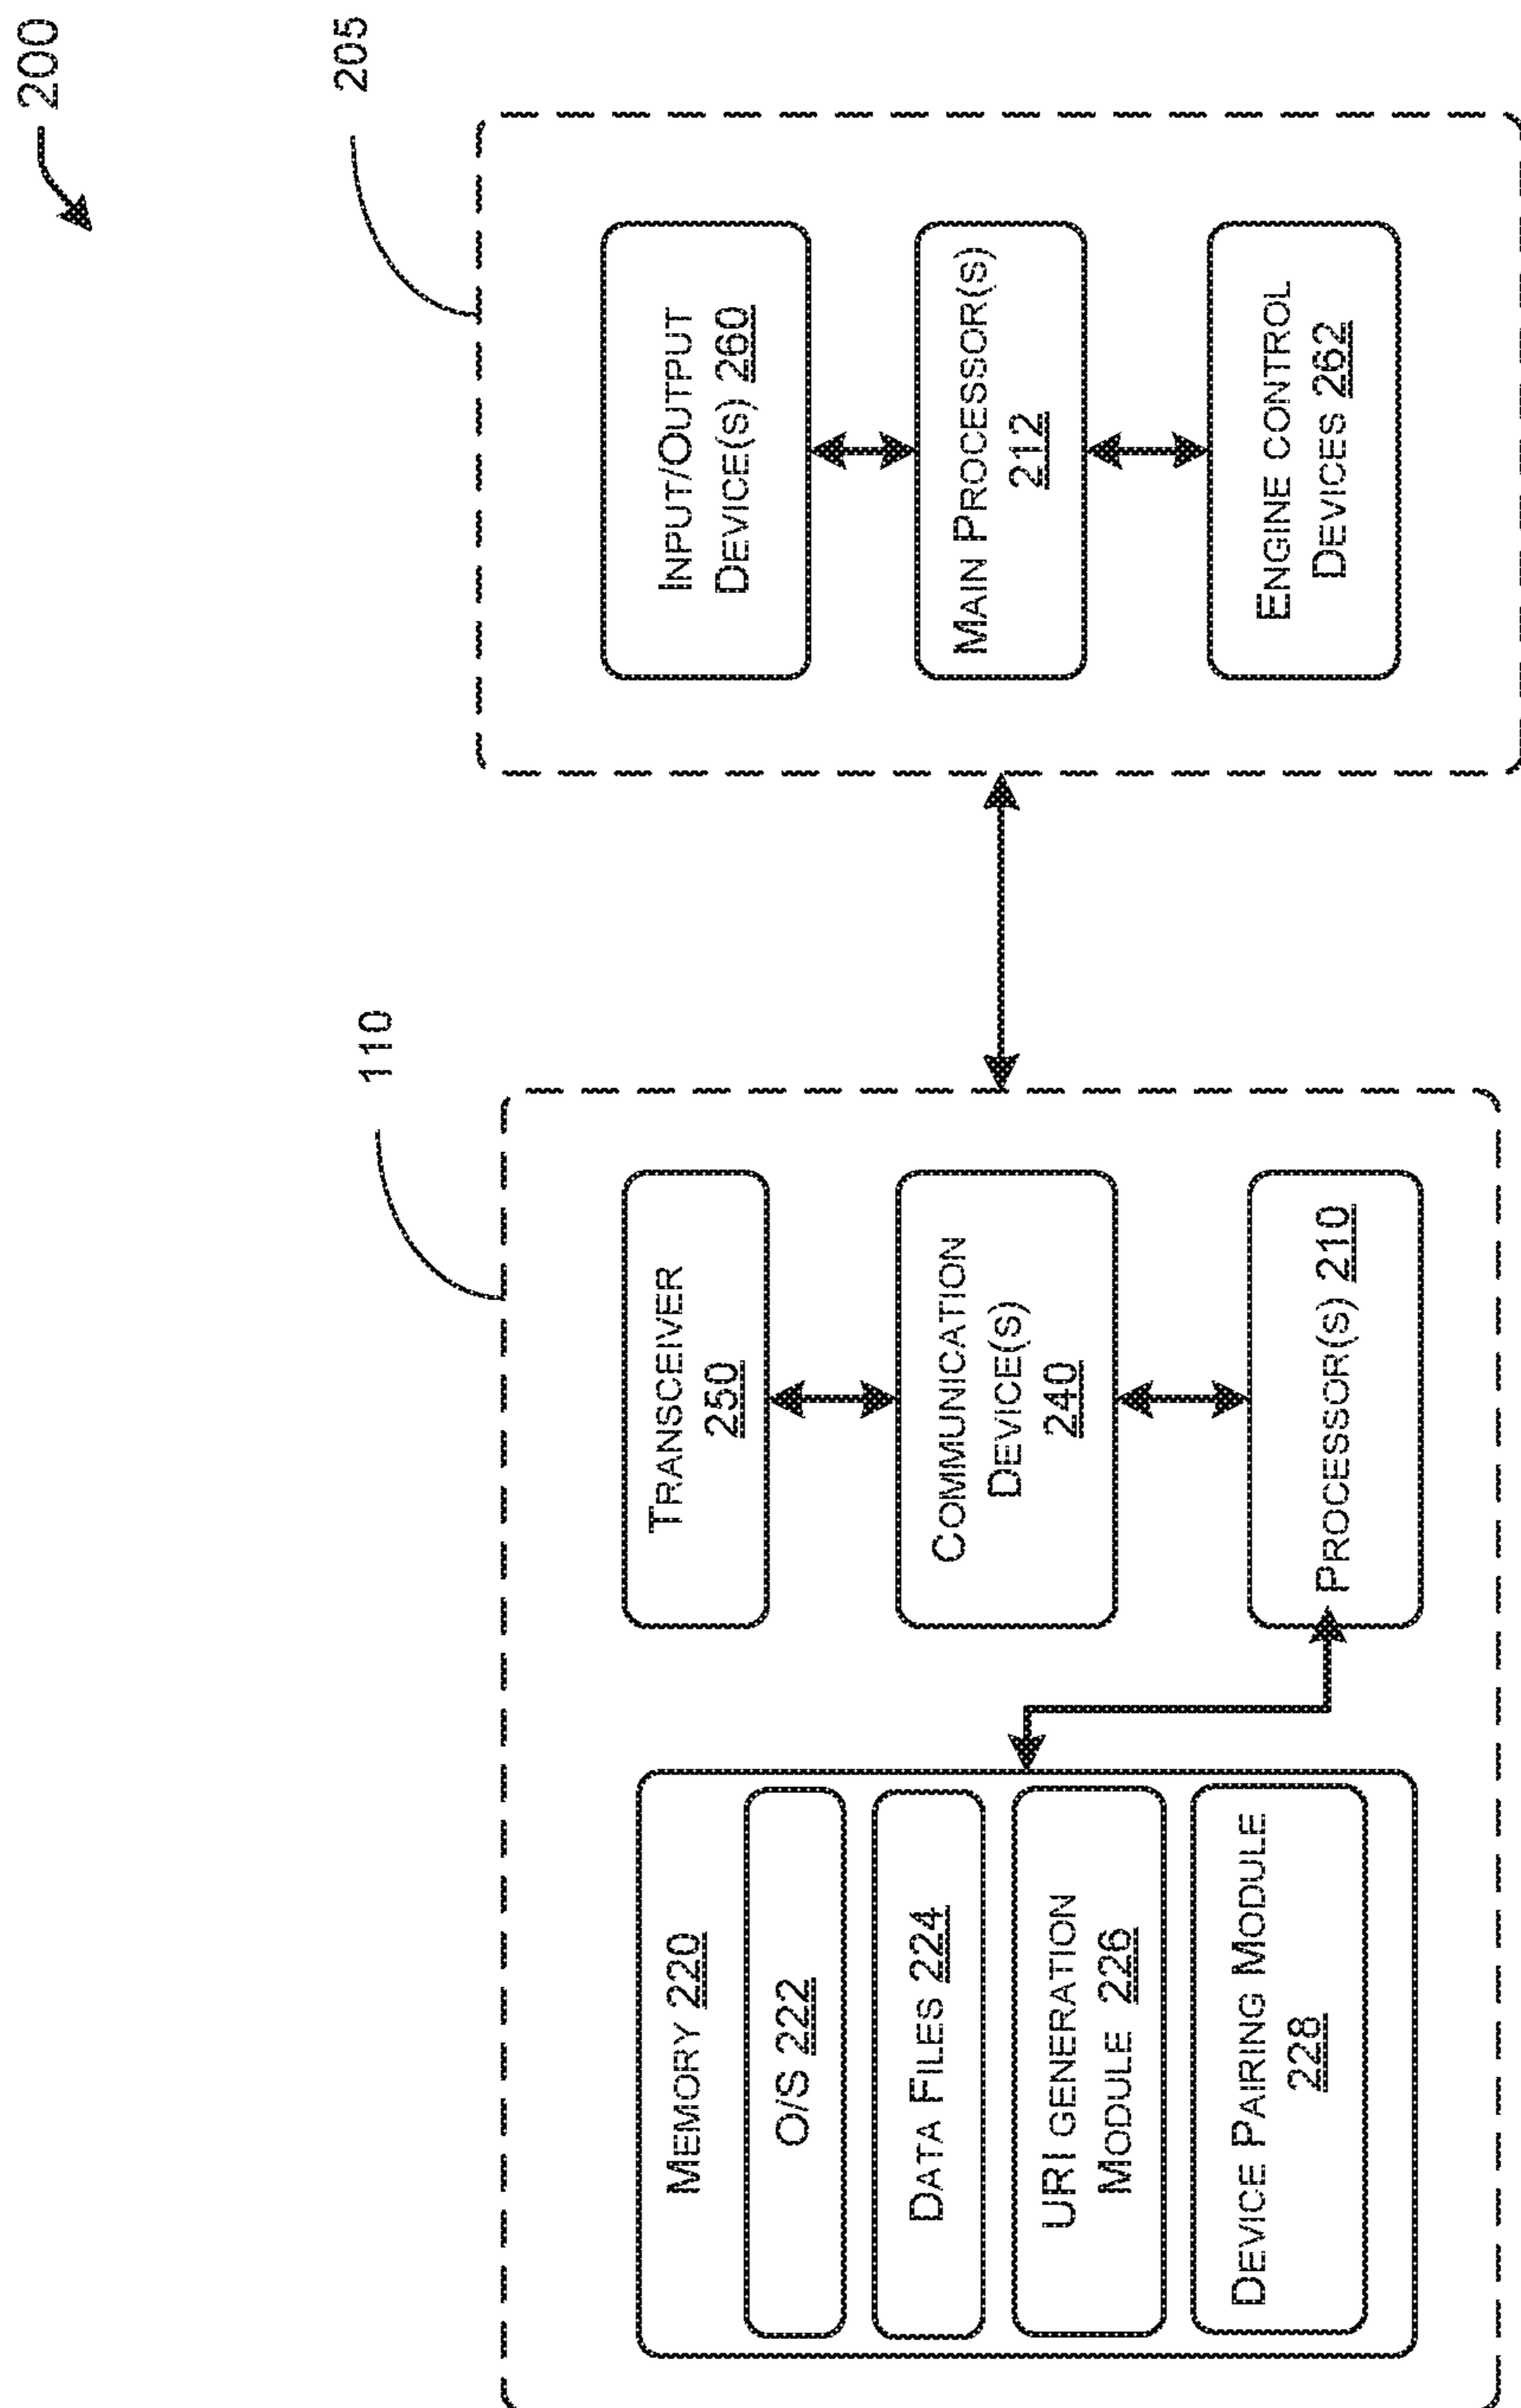 200
205
110
MEMORY 220
O/S 222
DATA FILES 224
URI GENERATION
MODULE 226
DEVICE PAIRING MODULE
228
TRANSCEIVER
250
COMMUNICATION
DEVICE(S)
240
PROCESSOR(S) 210
INPUT/OUTPUT
DEVICE(S) 260
MAIN PROCESSOR(S)
212
ENGINE CONTROL
DEVICES 262